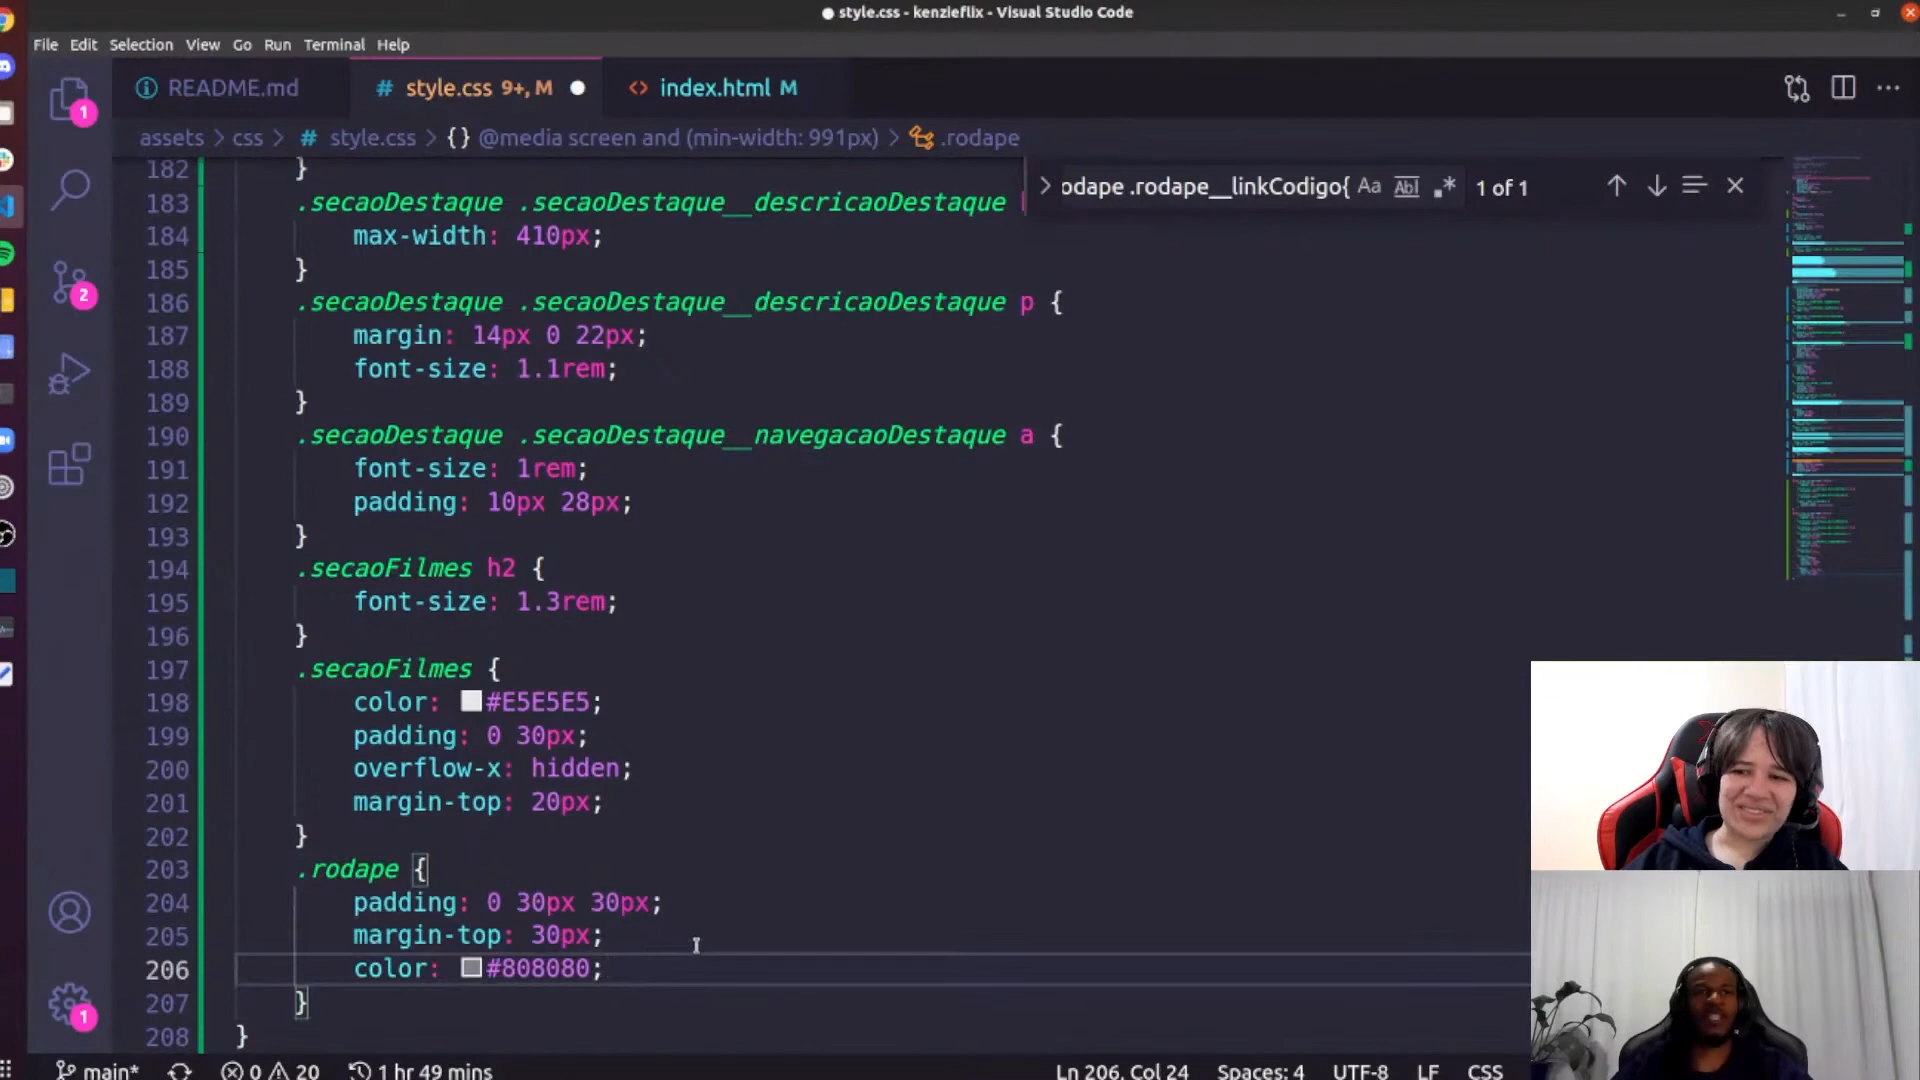 style.css - kenzieflix - Visual Studio Code
File Edit Selection View Go Run Terminal Help
README.md
# style.css 9+, M
<> index.html M
assets > css > # style.css > {} @media screen and (min-width: 991px) > .rodape
odape .rodape__linkCodigo{ Aa Abl .* 1 of 1
182 }
183 .secaoDestaque .secaoDestaque__descricaoDestaque
184 max-width: 410px;
185 }
186 .secaoDestaque .secaoDestaque__descricaoDestaque p {
187 margin: 14px 0 22px;
188 font-size: 1.1rem;
189 }
190 .secaoDestaque .secaoDestaque__navegacaoDestaque a {
191 font-size: 1rem;
192 padding: 10px 28px;
193 }
194 .secaoFilmes h2 {
195 font-size: 1.3rem;
196 }
197 .secaoFilmes {
198 color: #E5E5E5;
199 padding: 0 30px;
200 overflow-x: hidden;
201 margin-top: 20px;
202 }
203 .rodape {
204 padding: 0 30px 30px;
205 margin-top: 30px;
206 color: #808080;
207 }
208 }
1
2
1
main* 0 20 1 hr 49 mins Ln 206, Col 24 Spaces: 4 UTF-8 LF CSS